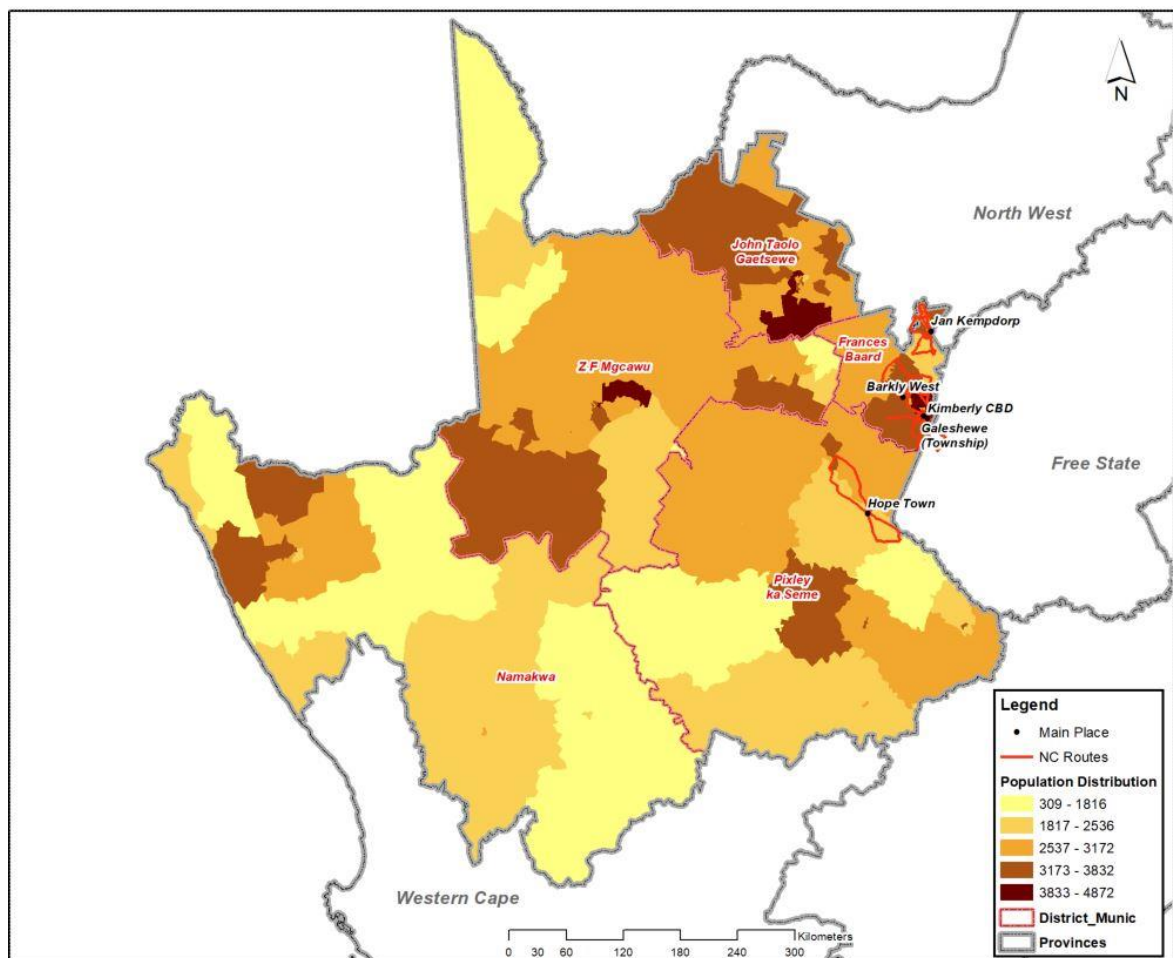 N
North West
John Taolo
Gaetsewe
Jan Kempdorp
Frances
Baard
Z F Mgcawu
Barkly West
Kimberly CBD
Galeshewe
(Township)
Free State
Hope Town
Pixley
ka Seme
Namakwa
Western Cape
Legend
Main Place
NC Routes
Population Distribution
309 - 1816
1817 - 2536
2537 - 3172
3173 - 3832
3833 - 4872
District_Munic
Provinces
Kilometers
0 30 60 120 180 240 300